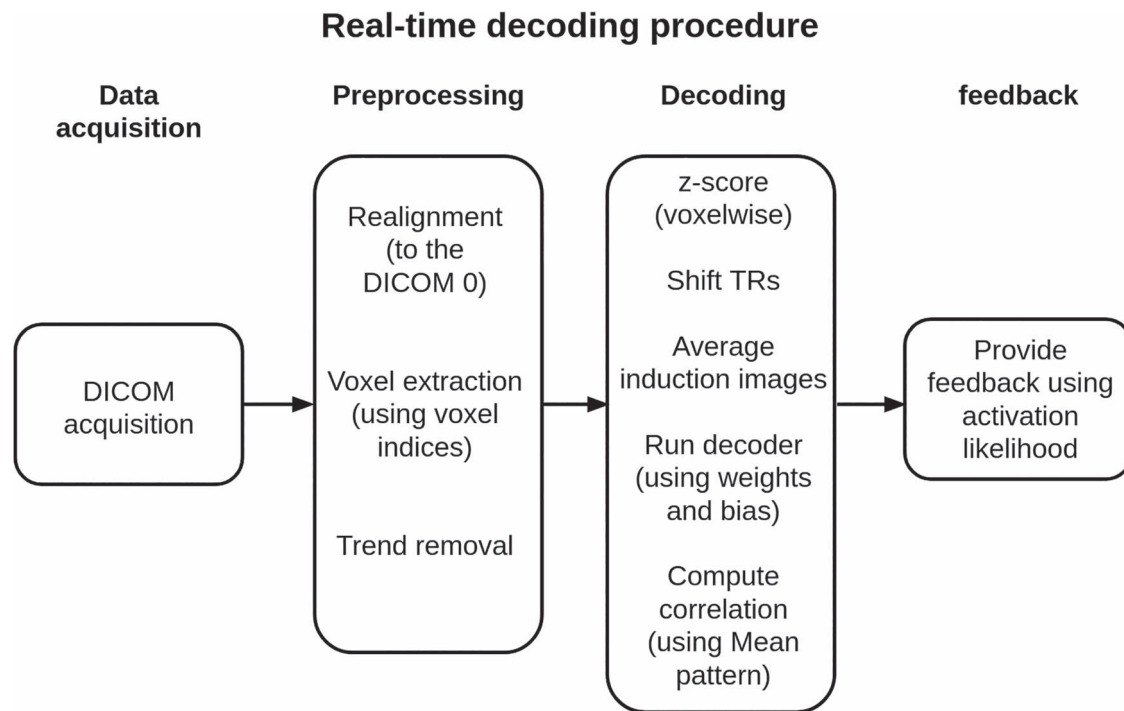 Real-time decoding procedure
Data
acquisition
Preprocessing
Decoding
feedback
DICOM
acquisition
Realignment
(to the
DICOM 0)
Voxel extraction
(using voxel
indices)
Trend removal
z-score
(voxelwise)
Shift TRs
Average
induction images
Run decoder
(using weights
and bias)
Compute
correlation
(using Mean
pattern)
Provide
feedback using
activation
likelihood